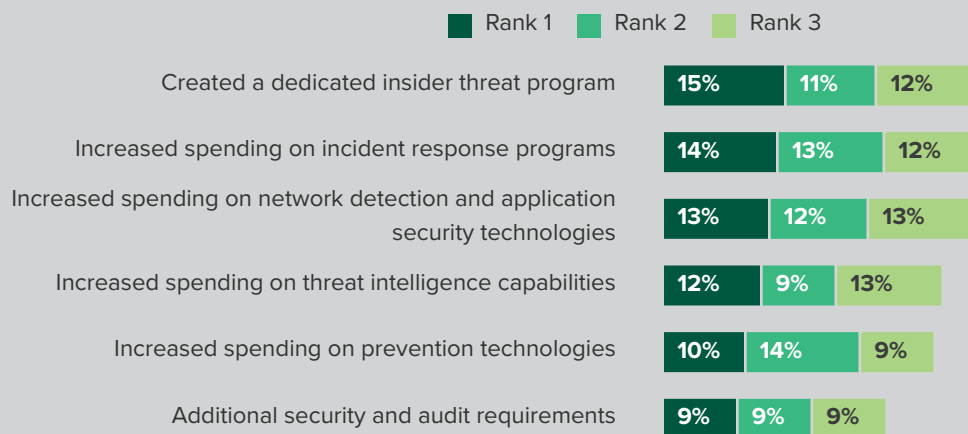 Rank 1 Rank 2 Rank 3
Created a dedicated insider threat program 15% 11% 12%
Increased spending on incident response programs 14% 13% 12%
Increased spending on network detection and application
security technologies 13% 12% 13%
Increased spending on threat intelligence capabilities 12% 9% 13%
Increased spending on prevention technologies 10% 14% 9%
Additional security and audit requirements 9% 9% 9%